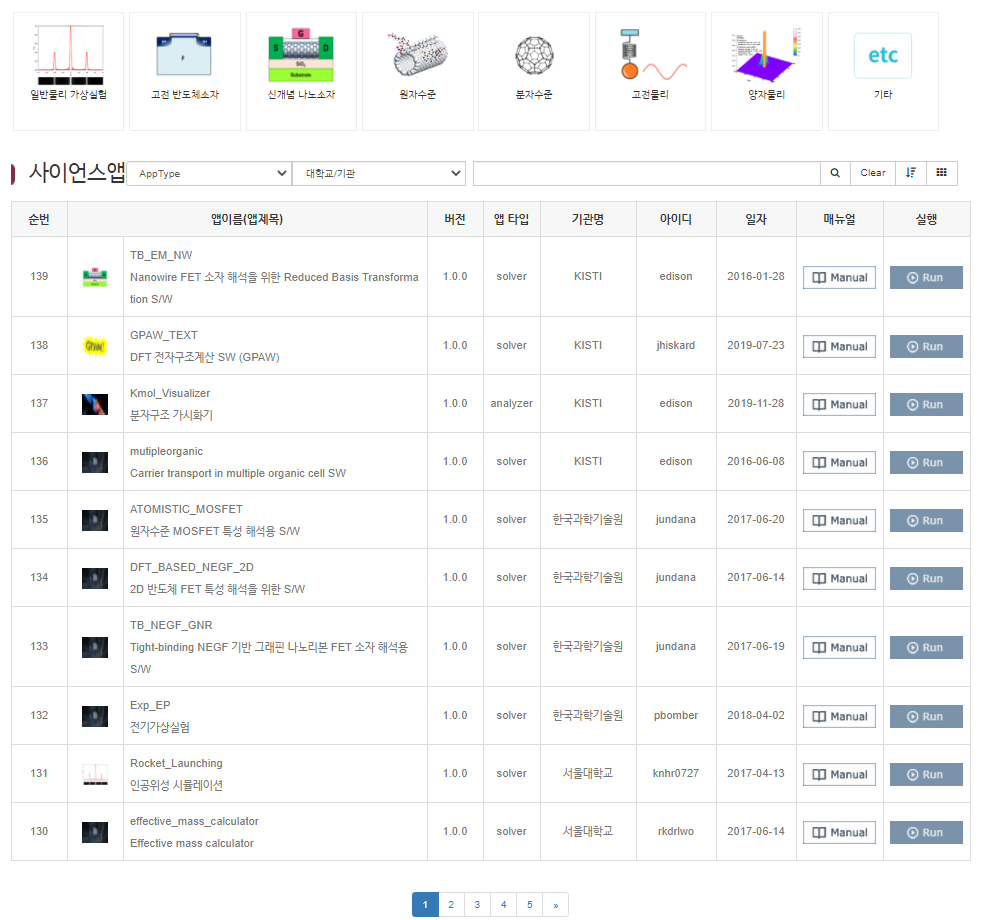 G
S
D
SiO2
Substrate
P
etc
일반물리 가상실험
고전 반도체소자
신개념 나노소자
원자수준
분자수준
고전물리
양자물리
기타
사이언스앱
AppType
대학교/기관
Clear
순번 앱이름(앱제목) 버전 앱 타입 기관명 아이디 일자 매뉴얼 실행
139 TB_EM_NW 1.0.0 solver KISTI edison 2016-01-28 Manual Run
Nanowire FET 소자 해석을 위한 Reduced Basis Transforma
tion S/W
138 GPAW_TEXT 1.0.0 solver KISTI jhiskard 2019-07-23 Manual Run
DFT 전자구조계산 SW (GPAW)
137 Kmol_Visualizer 1.0.0 analyzer KISTI edison 2019-11-28 Manual Run
분자구조 가시화기
136 mutipleorganic 1.0.0 solver KISTI edison 2016-06-08 Manual Run
Carrier transport in multiple organic cell SW
135 ATOMISTIC_MOSFET 1.0.0 solver 한국과학기술원 jundana 2017-06-20 Manual Run
원자수준 MOSFET 특성 해석용 S/W
134 DFT_BASED_NEGF_2D 1.0.0 solver 한국과학기술원 jundana 2017-06-14 Manual Run
2D 반도체 FET 특성 해석을 위한 S/W
133 TB_NEGF_GNR 1.0.0 solver 한국과학기술원 jundana 2017-06-19 Manual Run
Tight-binding NEGF 기반 그래핀 나노리본 FET 소자 해석용
S/W
132 Exp_EP 1.0.0 solver 한국과학기술원 pbomber 2018-04-02 Manual Run
전기가상실험
131 Rocket_Launching 1.0.0 solver 서울대학교 knhr0727 2017-04-13 Manual Run
인공위성 시뮬레이션
130 effective_mass_calculator 1.0.0 solver 서울대학교 rkdrlwo 2017-06-14 Manual Run
Effective mass calculator
1 2 3 4 5 »